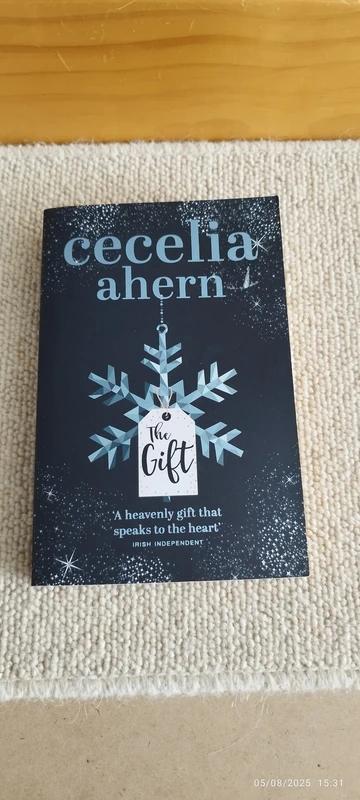 cecelia
ahern
The
Gift
'A heavenly gift that
speaks to the heart'
IRISH INDEPENDENT
05/08/2025 15:31